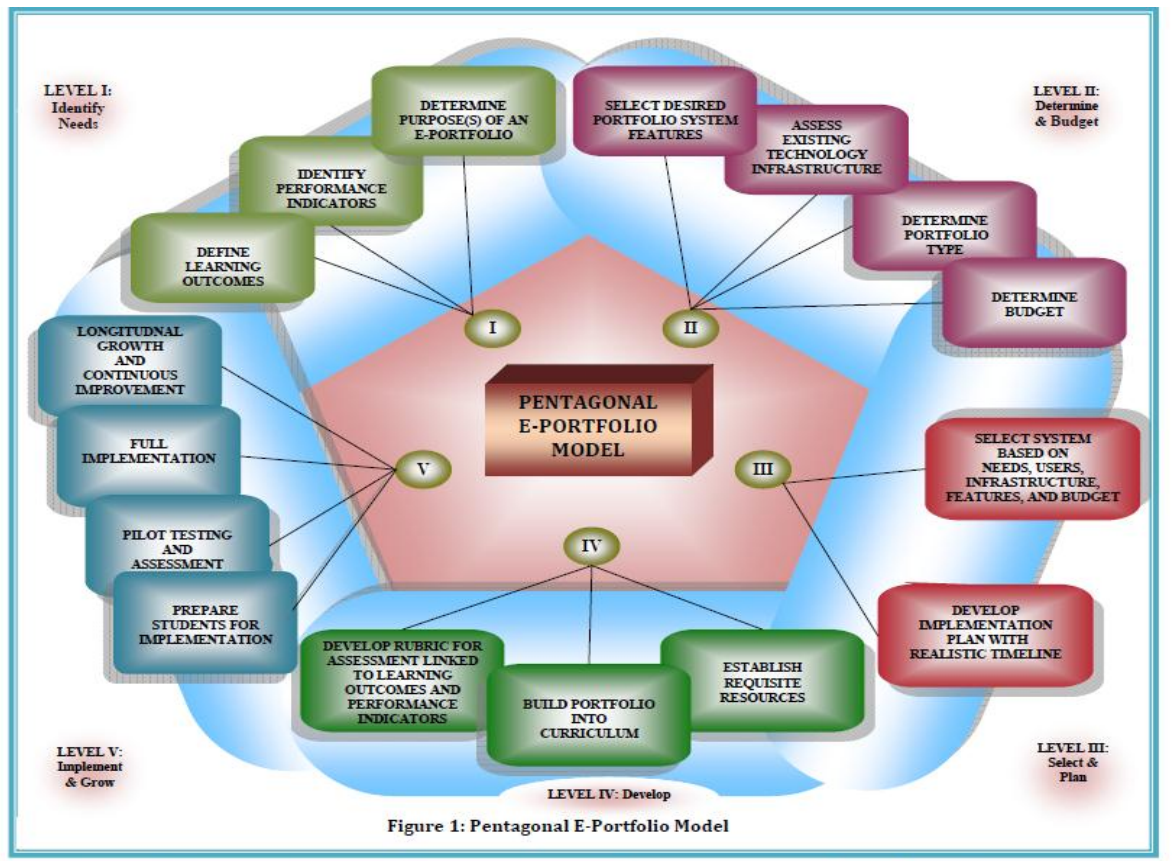 LEVEL I:
Identify
Needs
DETERMINE
PURPOSE(S) OF AN
E-PORTFOLIO
IDENTIFY
PERFORMANCE
INDICATORS
DEFINE
LEARNING
OUTCOMES
SELECT DESIRED
PORTFOLIO SYSTEM
FEATURES
ASSESS
EXISTING
TECHNOLOGY
INFRASTRUCTURE
DETERMINE
PORTFOLIO
TYPE
DETERMINE
BUDGET
LEVEL II:
Determine
& Budget
I
II
PENTAGONAL
E-PORTFOLIO
MODEL
LONGITUDNAL
GROWTH
AND
CONTINUOUS
IMPROVEMENT
FULL
IMPLEMENTATION
PILOT TESTING
AND
ASSESSMENT
PREPARE
STUDENTS FOR
IMPLEMENTATION
V
III
IV
SELECT SYSTEM
BASED ON
NEEDS, USERS,
INFRASTRUCTURE,
FEATURES, AND BUDGET
DEVELOP
IMPLEMENTATION
PLAN WITH
REALISTIC TIMELINE
DEVELOP RUBRIC FOR
ASSESSMENT LINKED
TO LEARNING
OUTCOMES AND
PERFORMANCE
INDICATORS
BUILD PORTFOLIO
INTO
CURRICULUM
ESTABLISH
REQUISITE
RESOURCES
LEVEL V:
Implement
& Grow
LEVEL IV: Develop
LEVEL III:
Select &
Plan
Figure 1: Pentagonal E-Portfolio Model